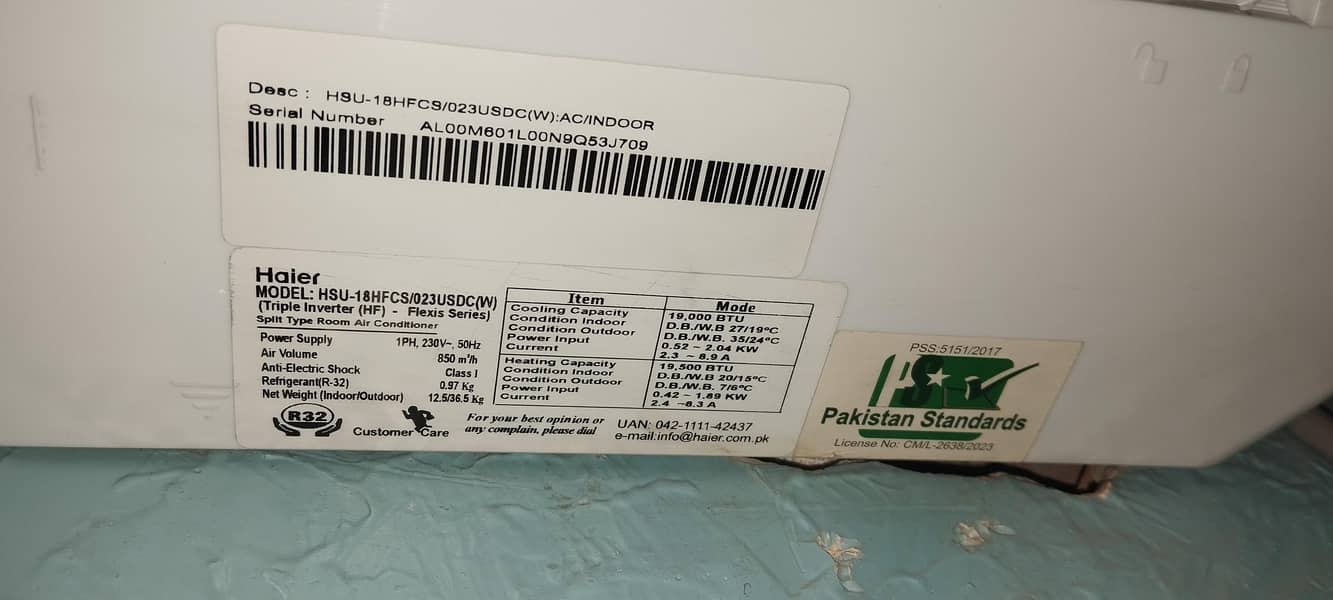 Desc : HSU-18HFCS/023USDC(W):AC/INDOOR
Serial Number AL00M601L00N9Q53J709
Haier
MODEL: HSU-18HFCS/023USDC(W)
(Triple Inverter (HF) - Flexis Series)
Split Type Room Air Conditioner
Power Supply 1PH, 230V~, 50Hz
Air Volume 850 m³/h
Anti-Electric Shock Class I
Refrigerant(R-32) 0.97 Kg
Net Weight (Indoor/Outdoor) 12.5/36.5 Kg
Item Mode
Cooling Capacity 19,000 BTU
Condition Indoor D.B./W.B 27/19°C
Condition Outdoor D.B./W.B. 35/24°C
Power Input 0.52 ~ 2.04 KW
Current 2.3 ~ 8.9 A
Heating Capacity 19,500 BTU
Condition Indoor D.B./W.B 20/15°C
Condition Outdoor D.B./W.B. 7/6°C
Power Input 0.42 ~ 1.89 KW
Current 2.4 ~8.3 A
R32
Customer Care
For your best opinion or
any complain, please dial
UAN: 042-1111-42437
e-mail:info@haier.com.pk
PSS:5151/2017
PS
Pakistan Standards
License No: CM/L-2638/2023